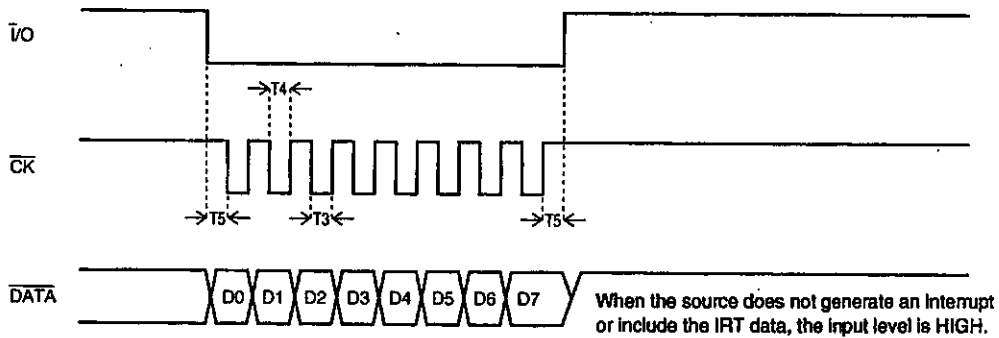 I/O
T4
CK
T5
T3
T5
DATA
D0 D1 D2 D3 D4 D5 D6 D7
When the source does not generate an Interrupt
or include the IRT data, the input level is HIGH.